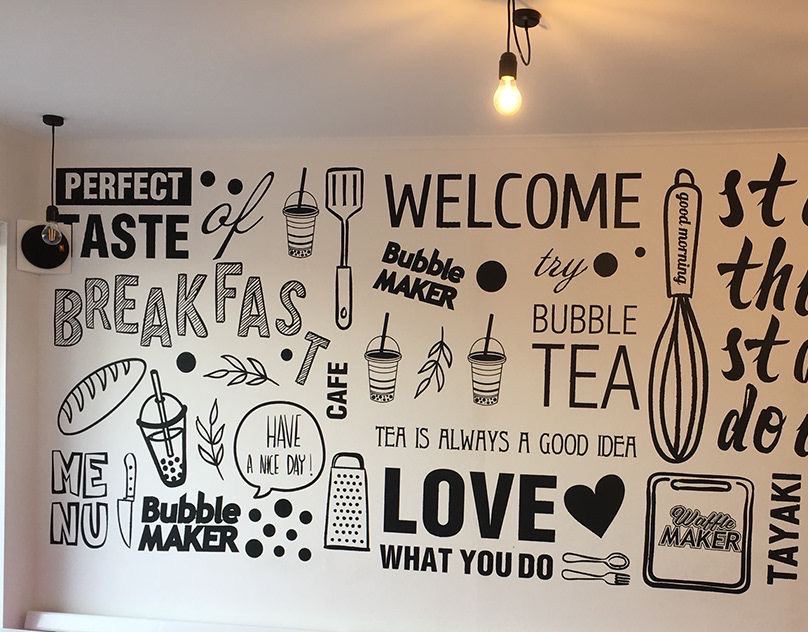 PERFECT
TASTE of
BREAKFAST
CAFE
HAVE
A NICE DAY!
ME
NU
Bubble
MAKER
WELCOME
Bubble
MAKER
try
BUBBLE
TEA
TEA IS ALWAYS A GOOD IDEA
LOVE
WHAT YOU DO
good morning
Waffle
MAKER
TAYAKI